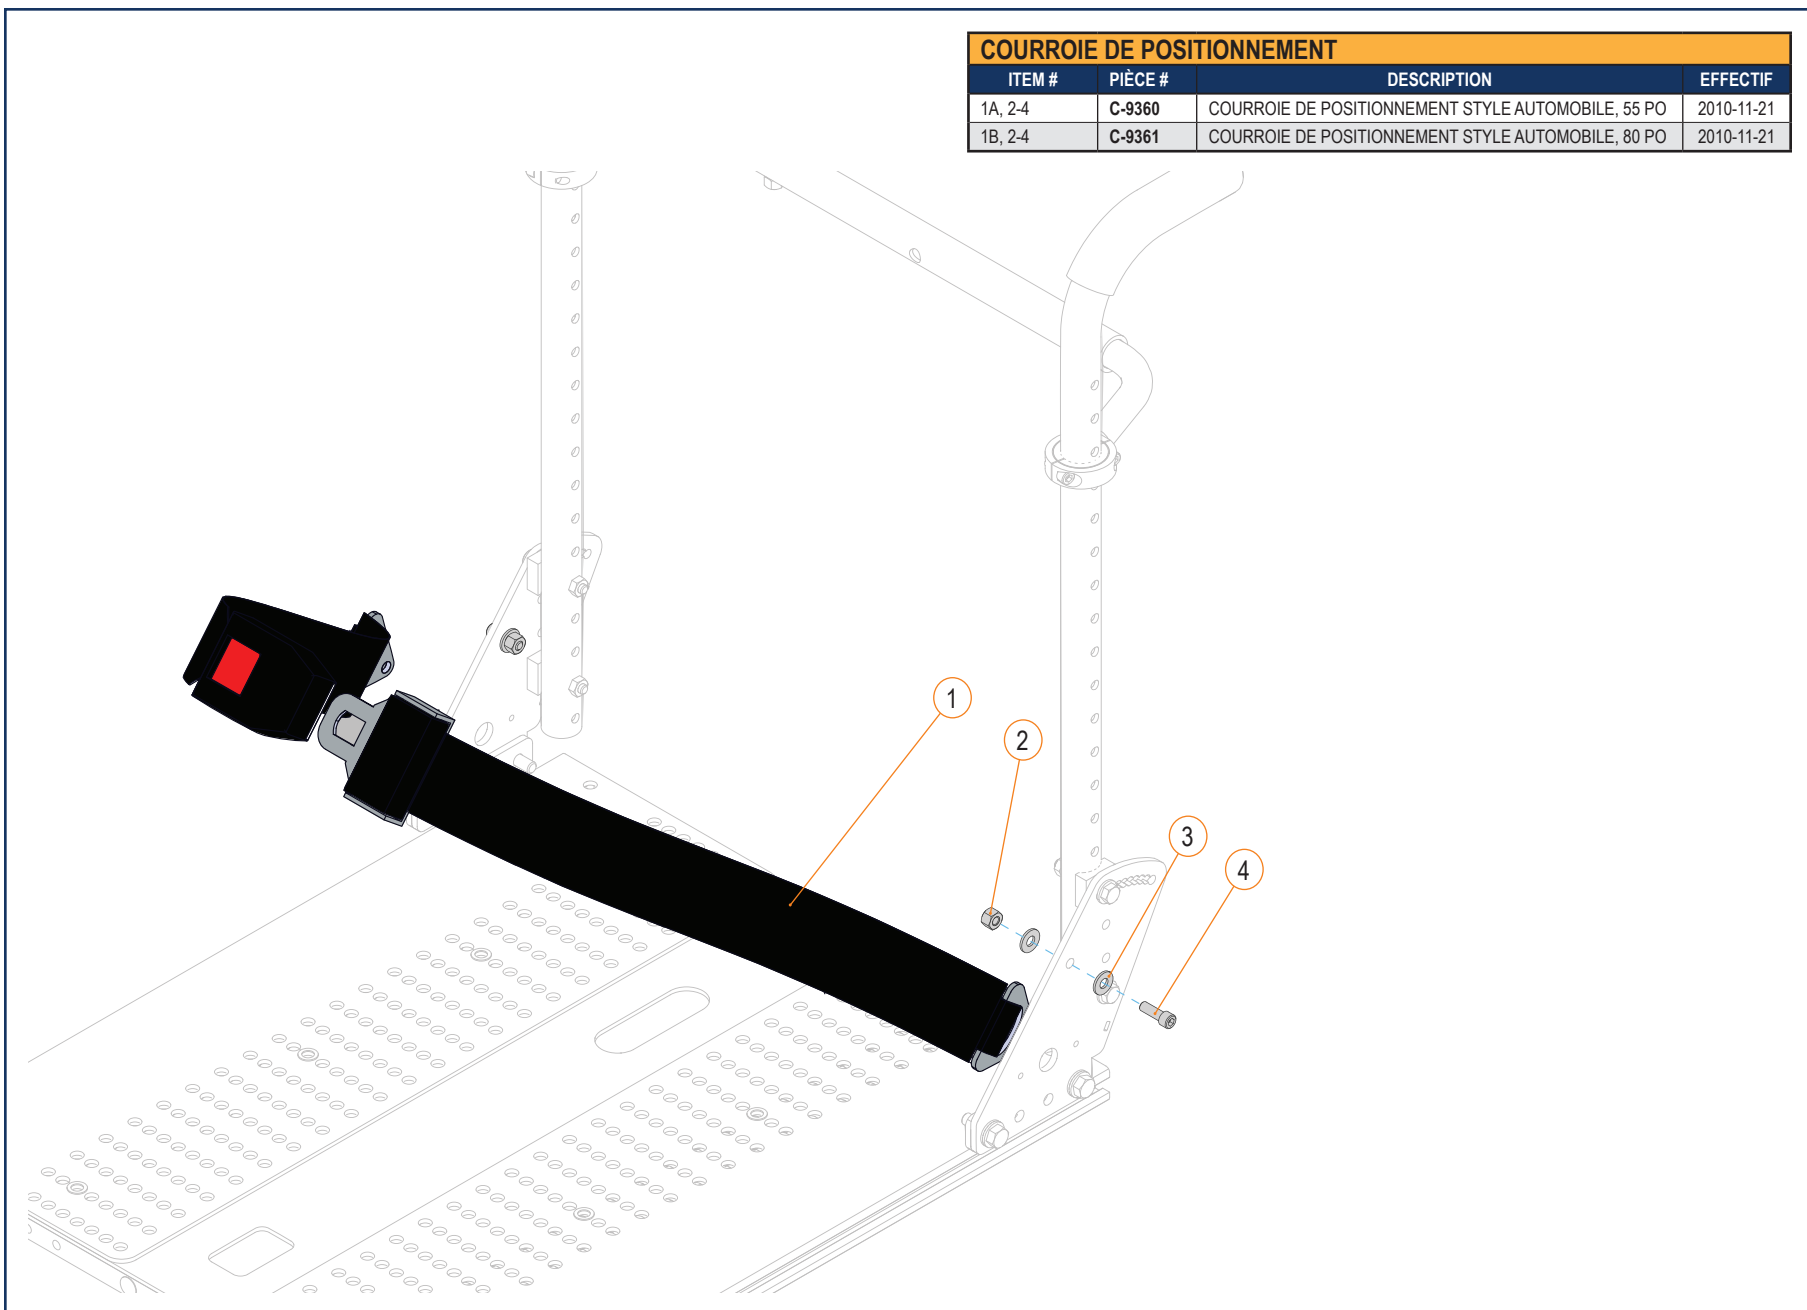 COURROIE DE POSITIONNEMENT
ITEM # PIÈCE # DESCRIPTION EFFECTIF
1A, 2-4 C-9360 COURROIE DE POSITIONNEMENT STYLE AUTOMOBILE, 55 PO 2010-11-21
1B, 2-4 C-9361 COURROIE DE POSITIONNEMENT STYLE AUTOMOBILE, 80 PO 2010-11-21
1
2
3
4